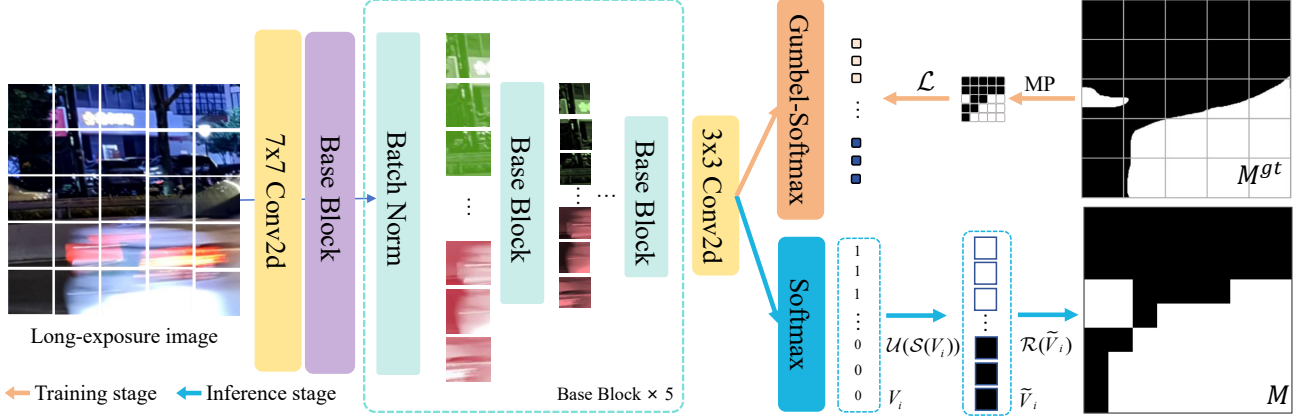 Long-exposure image
Training stage
Inference stage
7x7 Conv2d
Base Block
Batch Norm
...
Base Block
...
...
Base Block
Base Block × 5
3x3 Conv2d
Gumbel-Softmax
...
ℒ
MP
M^{gt}
Softmax
1
1
1
...
0
0
0
V_i
𝒰(𝒮(V_i))
...
Ṽ_i
ℛ(Ṽ_i)
M